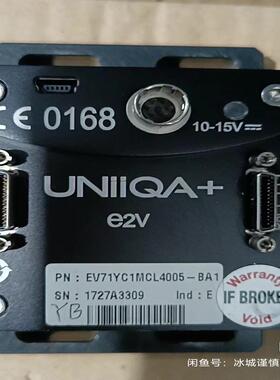 CE 0168
10-15V
UNiiQA+
e2v
PN : EV71YC1MCL4005-BA1
SN : 1727A3309 Ind : E
YB
Warranty
IF BROKE
Void
闲鱼号：冰城谨慎